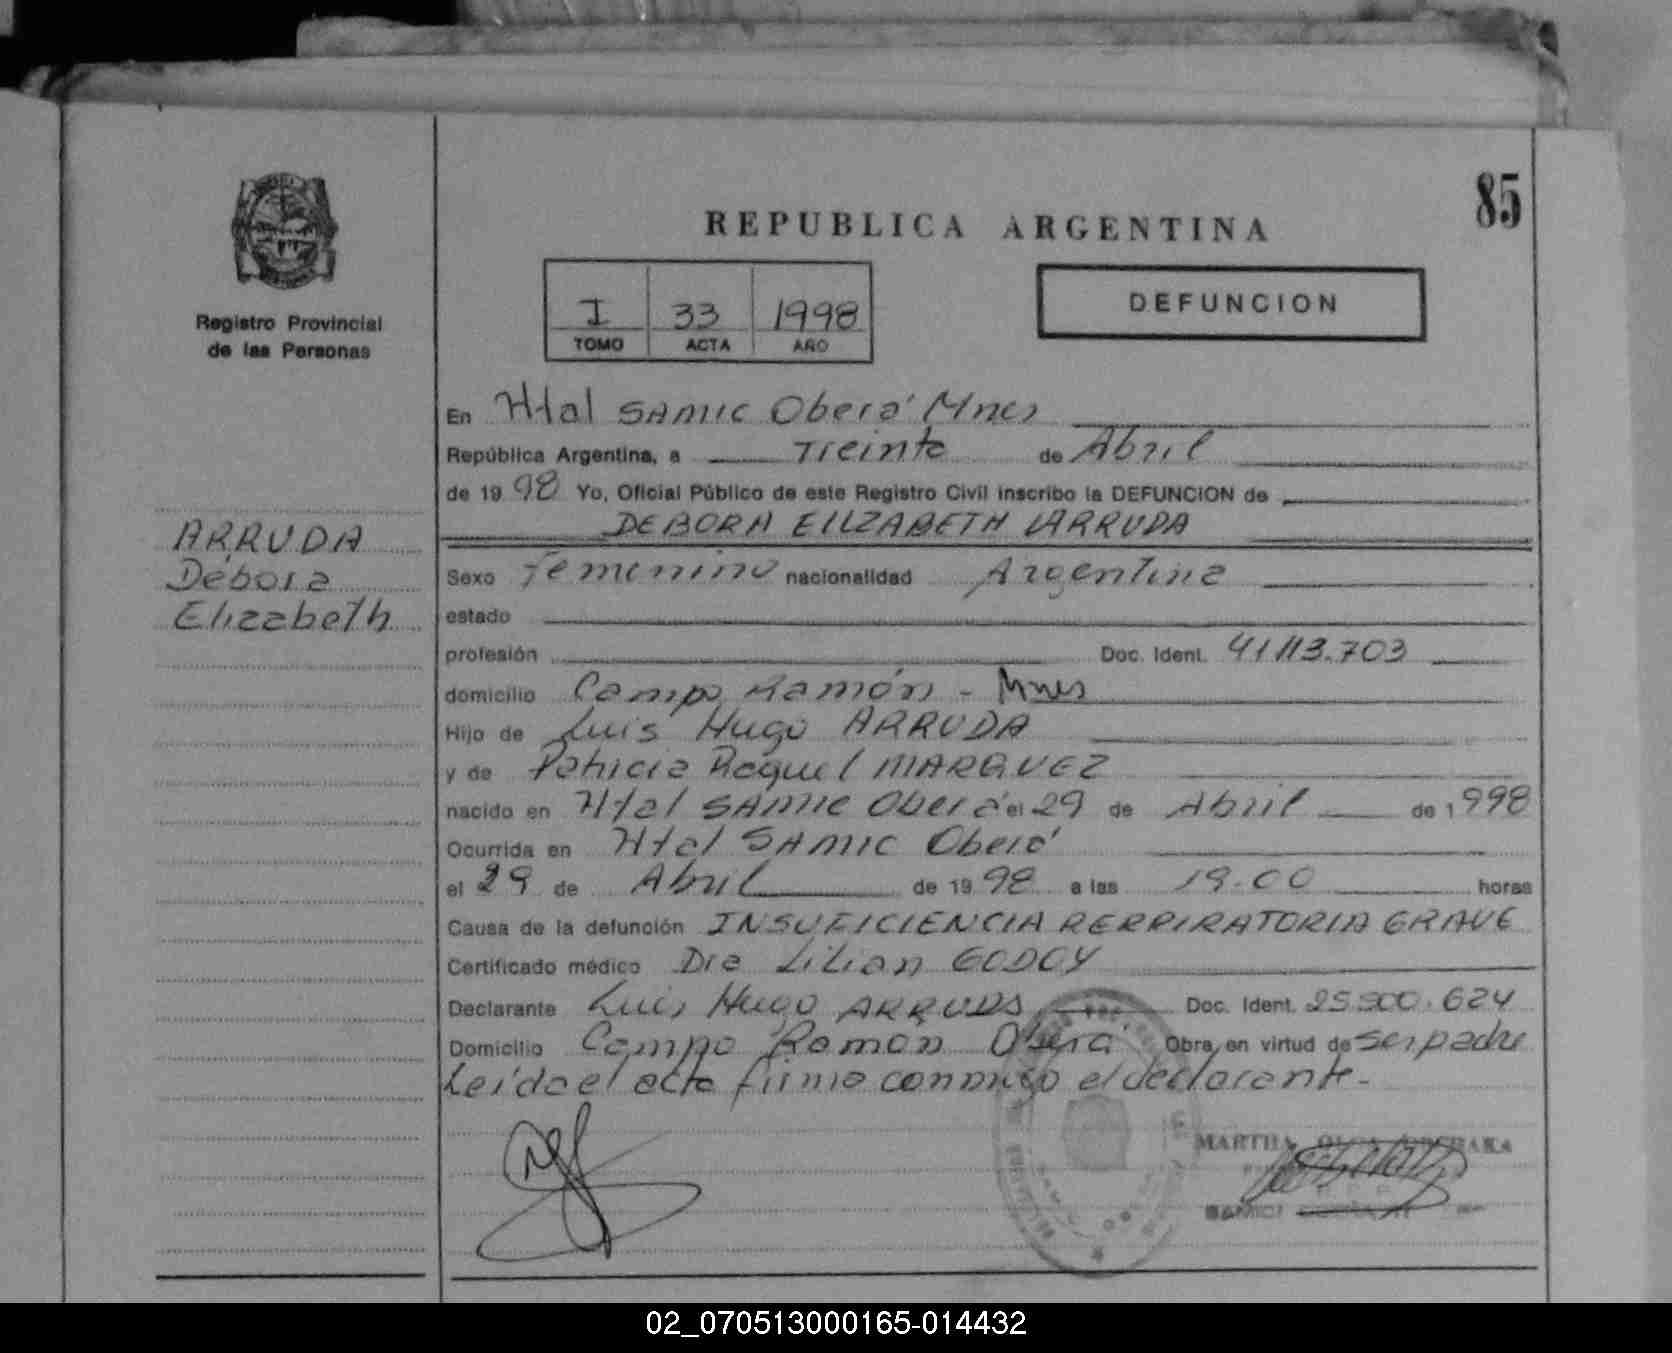 85
REPUBLICA ARGENTINA
Registro Provincial
de las Personas
I 33 1998
TOMO ACTA AÑO
DEFUNCION
En Htal SAMIC Oberá Mnes
República Argentina, a Treinta de Abril
de 1998 Yo, Oficial Público de este Registro Civil inscribo la DEFUNCION de
DEBORA ELIZABETH ARRUDA
ARRUDA
Débora
Elizabeth
Sexo Femenino nacionalidad Argentina
estado
profesión Doc. Ident. 41.113.703
domicilio Campo Ramón - Mnes
Hijo de Luis Hugo ARRUDA
y de Patricia Raquel MARQUEZ
nacido en Htal SAMIC Oberá el 29 de Abril de 1998
Ocurrida en Htal SAMIC Oberá
el 29 de Abril de 1998 a las 19.00 horas
Causa de la defunción INSUFICIENCIA RERPIRATORIA GRAVE
Certificado médico Dra Lilian GODOY
Declarante Luis Hugo ARRUDA Doc. Ident. 25.900.624
Domicilio Campo Ramón Oberá Obra, en virtud de ser padre
Leída el acta firma conmigo el declarante.-
MARTHA
02_070513000165-014432